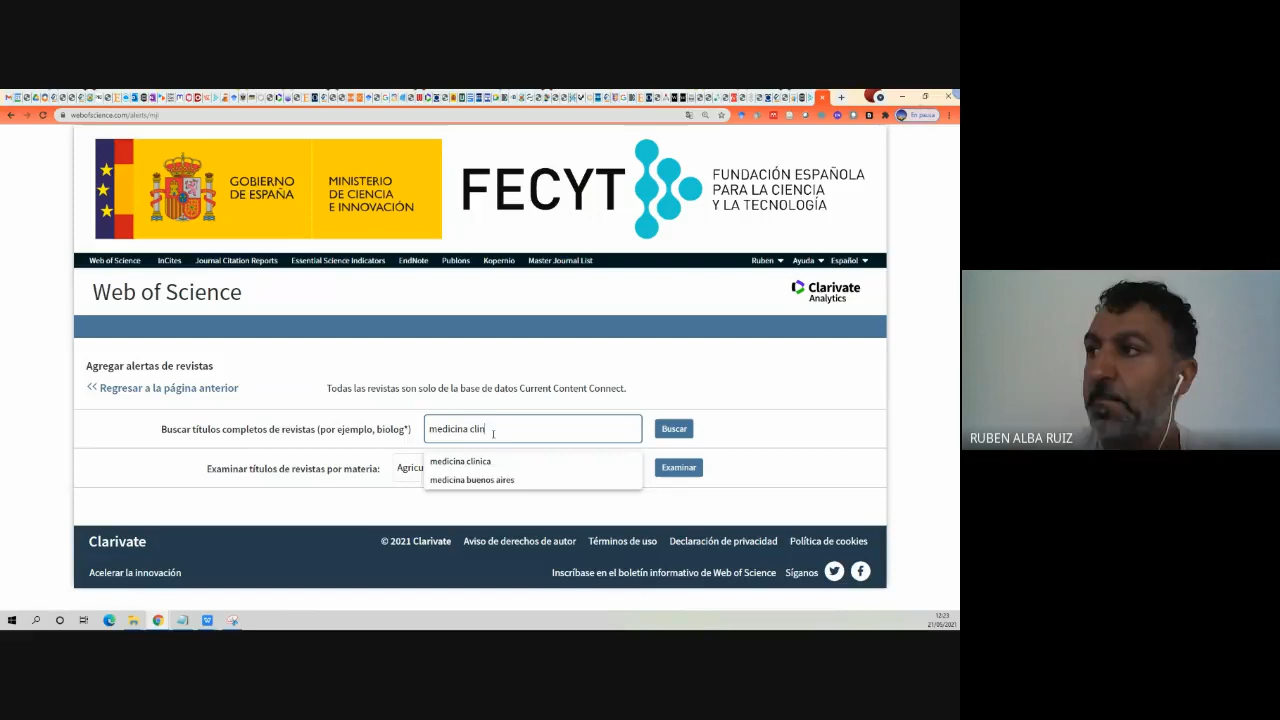 webofscience.com/alerts/mji
En pausa
GOBIERNO
DE ESPAÑA
MINISTERIO
DE CIENCIA
E INNOVACIÓN
FECYT
FUNDACIÓN ESPAÑOLA
PARA LA CIENCIA
Y LA TECNOLOGÍA
Web of Science InCites Journal Citation Reports Essential Science Indicators EndNote Publons Kopernio Master Journal List Ruben Ayuda Español
Web of Science
Clarivate
Analytics
Agregar alertas de revistas
<< Regresar a la página anterior
Todas las revistas son solo de la base de datos Current Content Connect.
Buscar títulos completos de revistas (por ejemplo, biolog*) medicina clin Buscar
medicina clinica
Examinar títulos de revistas por materia: Agricu Examinar
medicina buenos aires
Clarivate
© 2021 Clarivate Aviso de derechos de autor Términos de uso Declaración de privacidad Política de cookies
Acelerar la innovación
Inscríbase en el boletín informativo de Web of Science Síganos
12:23
21/05/2021
RUBEN ALBA RUIZ